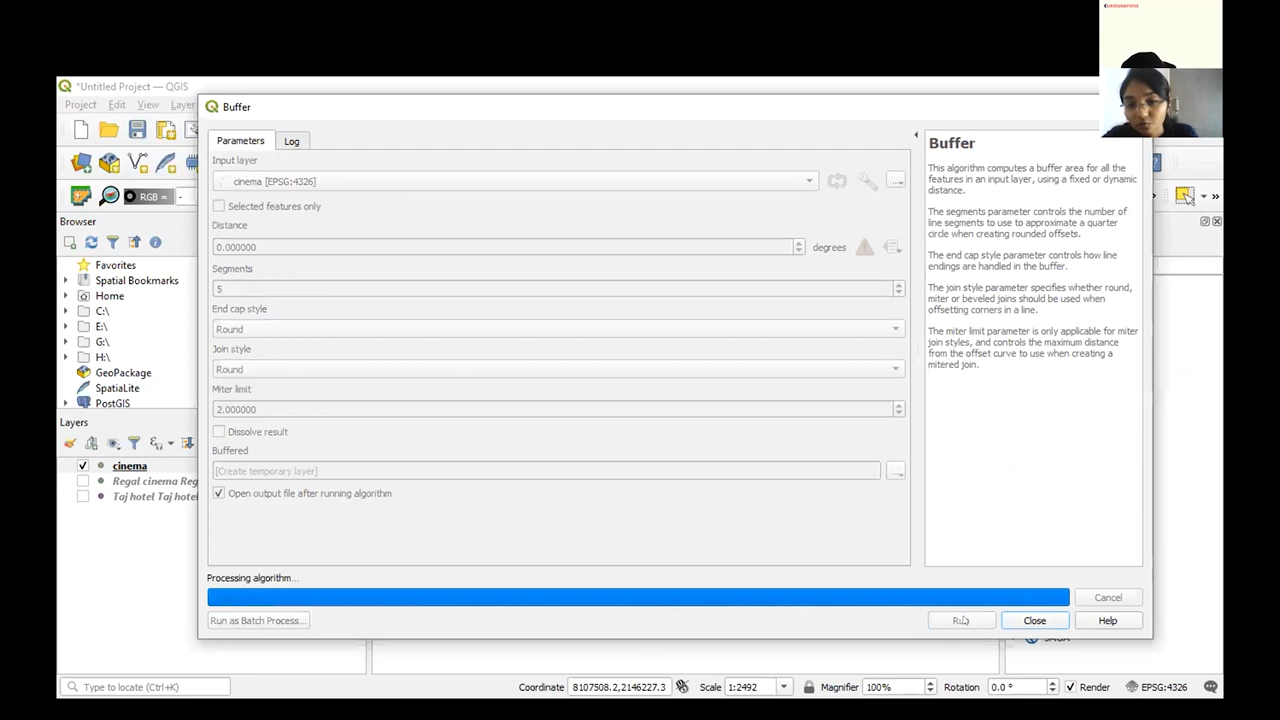 CURIOUSAPIENS
*Untitled Project — QGIS
Project Edit View Layer
Buffer
Parameters Log
Input layer
cinema [EPSG:4326]
Selected features only
Distance
0.000000 degrees
Segments
5
End cap style
Round
Join style
Round
Miter limit
2.000000
Dissolve result
Buffered
[Create temporary layer]
Open output file after running algorithm
Processing algorithm…
Cancel
Run as Batch Process… Run Close Help
Buffer
This algorithm computes a buffer area for all the
features in an input layer, using a fixed or dynamic
distance.
The segments parameter controls the number of
line segments to use to approximate a quarter
circle when creating rounded offsets.
The end cap style parameter controls how line
endings are handled in the buffer.
The join style parameter specifies whether round,
miter or beveled joins should be used when
offsetting corners in a line.
The miter limit parameter is only applicable for miter
join styles, and controls the maximum distance
from the offset curve to use when creating a
mitered join.
RGB = -
Browser
Favorites
Spatial Bookmarks
Home
C:\
E:\
G:\
H:\
GeoPackage
SpatiaLite
PostGIS
Layers
cinema
Regal cinema Reg
Taj hotel Taj hote
SAGA
Type to locate (Ctrl+K) Coordinate 8107508.2,2146227.3 Scale 1:2492 Magnifier 100% Rotation 0.0 ° Render EPSG:4326